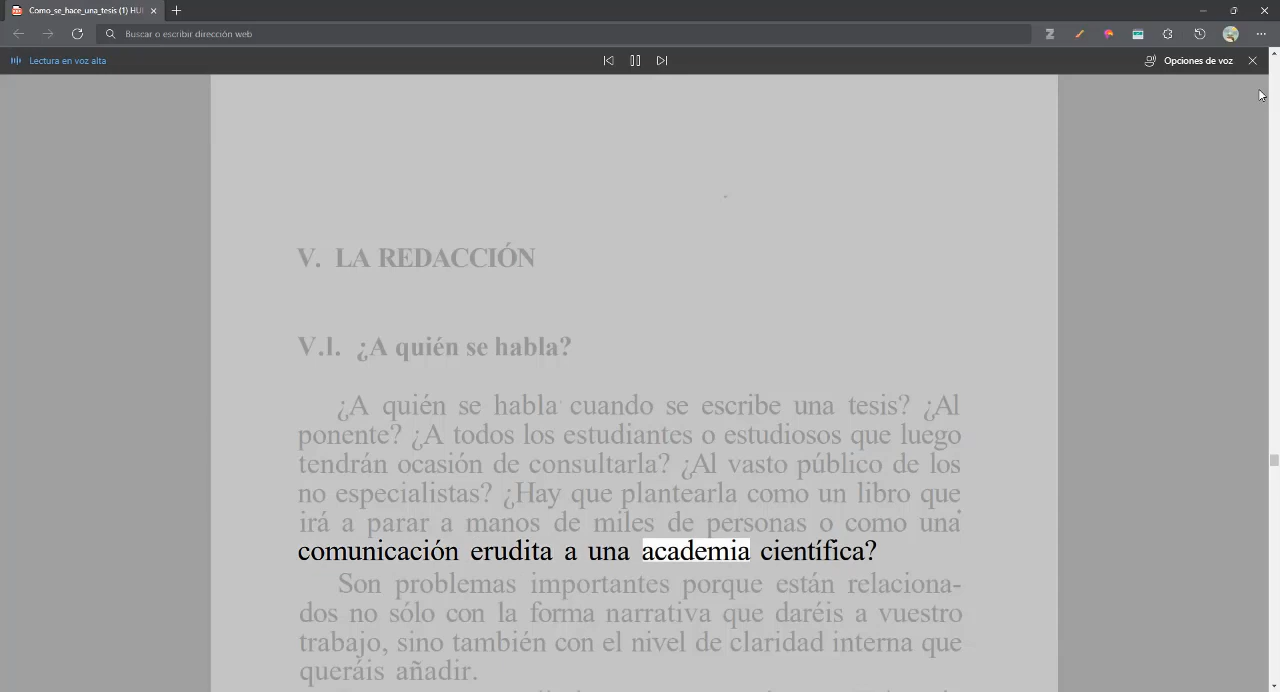 Como_se_hace_una_tesis (1) HU
Buscar o escribir dirección web
Lectura en voz alta
Opciones de voz
V. LA REDACCIÓN
V.I. ¿A quién se habla?
¿A quién se habla cuando se escribe una tesis? ¿Al
ponente? ¿A todos los estudiantes o estudiosos que luego
tendrán ocasión de consultarla? ¿Al vasto público de los
no especialistas? ¿Hay que plantearla como un libro que
irá a parar a manos de miles de personas o como una
comunicación erudita a una academia científica?
Son problemas importantes porque están relaciona-
dos no sólo con la forma narrativa que daréis a vuestro
trabajo, sino también con el nivel de claridad interna que
queráis añadir.